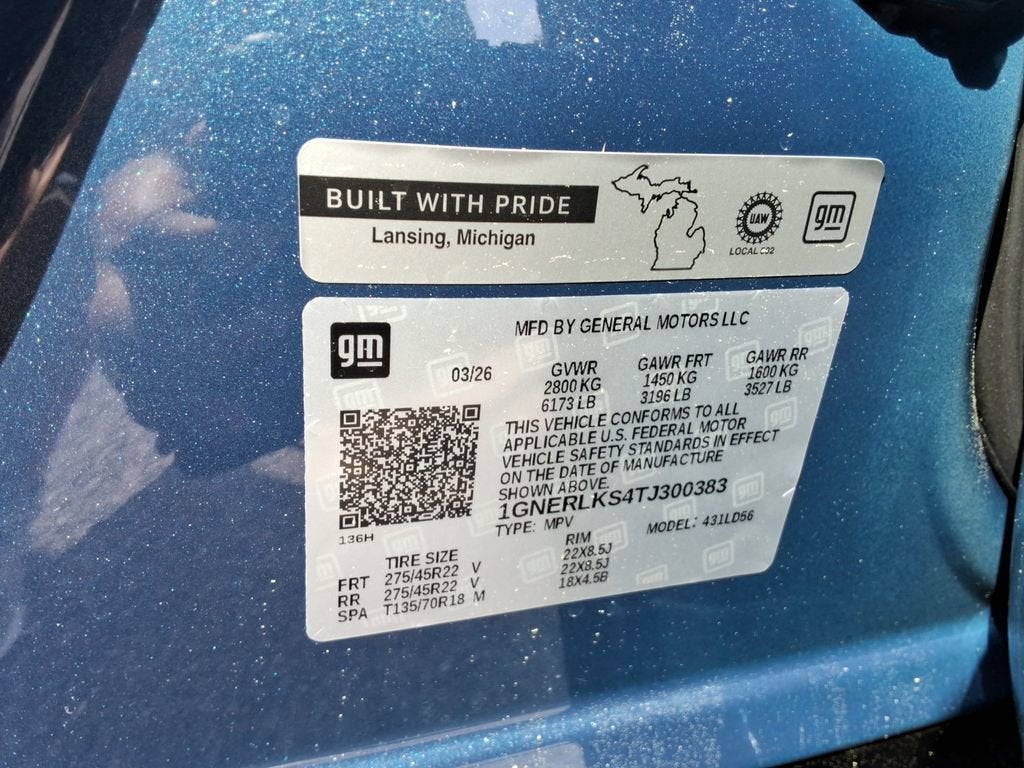 BUILT WITH PRIDE
Lansing, Michigan
UAW
LOCAL
gm
gm
MFD BY GENERAL MOTORS LLC
03/26
GVWR GAWR FRT GAWR RR
2800 KG 1450 KG 1600 KG
6173 LB 3196 LB 3527 LB
THIS VEHICLE CONFORMS TO ALL
APPLICABLE U.S. FEDERAL MOTOR
VEHICLE SAFETY STANDARDS IN EFFECT
ON THE DATE OF MANUFACTURE
SHOWN ABOVE.
1GNERLKS4TJ300383
TYPE: MPV MODEL: 431LD56
136H
TIRE SIZE RIM
FRT 275/45R22 V 22X8.5J
RR 275/45R22 V 22X8.5J
SPA T135/70R18 M 18X4.5B